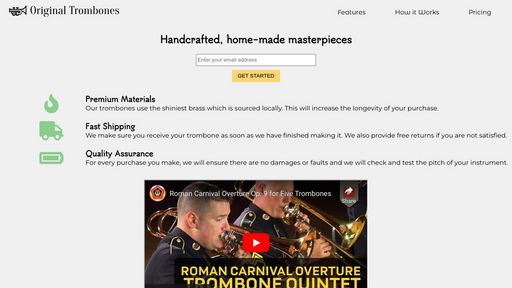 Original Trombones
Features
How it Works
Pricing
Handcrafted, home-made masterpieces
Enter your email address
GET STARTED
Premium Materials
Our trombones use the shiniest brass which is sourced locally. This will increase the longevity of your purchase.
Fast Shipping
We make sure you receive your trombone as soon as we have finished making it. We also provide free returns if you are not satisfied.
Quality Assurance
For every purchase you make, we will ensure there are no damages or faults and we will check and test the pitch of your instrument.
Roman Carnival Overture Op. 9 for Five Trombones
Share
ROMAN CARNIVAL OVERTURE
TROMBONE QUINTET